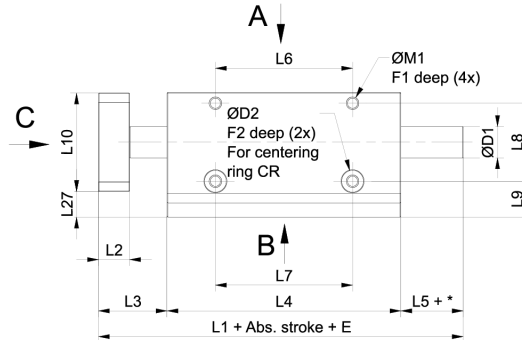 A
L6
ØM1
F1 deep (4x)
C
L10
ØD2
F2 deep (2x)
For centering
ring CR
ØD1
L8
L27
L9
L2
B
L7
L3
L4
L5 + *
L1 + Abs. stroke + E